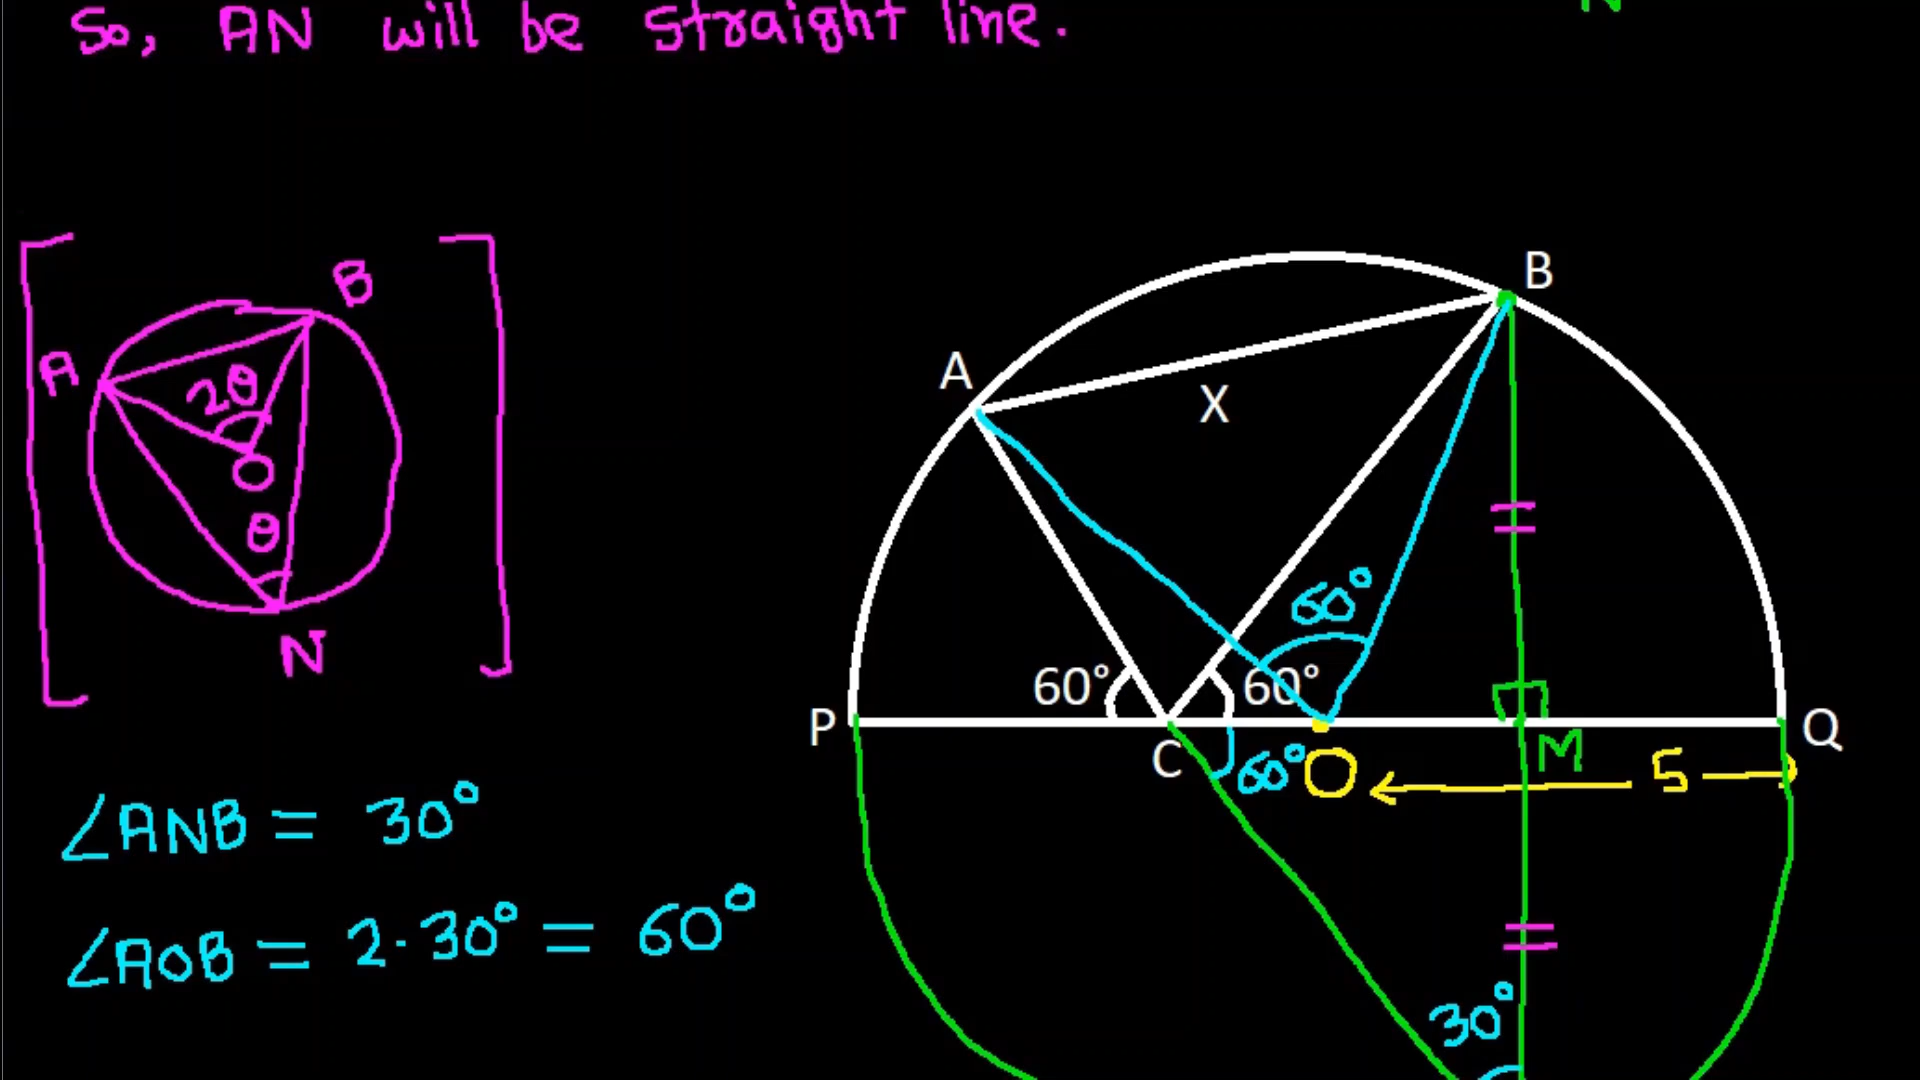 So, AN will be straight line.
N
B
A
2θ
O
θ
N
∠ANB = 30°
∠AOB = 2·30° = 60°
B
A
X
60°
60°
60°
P
C
60°
O
M
5
Q
30°